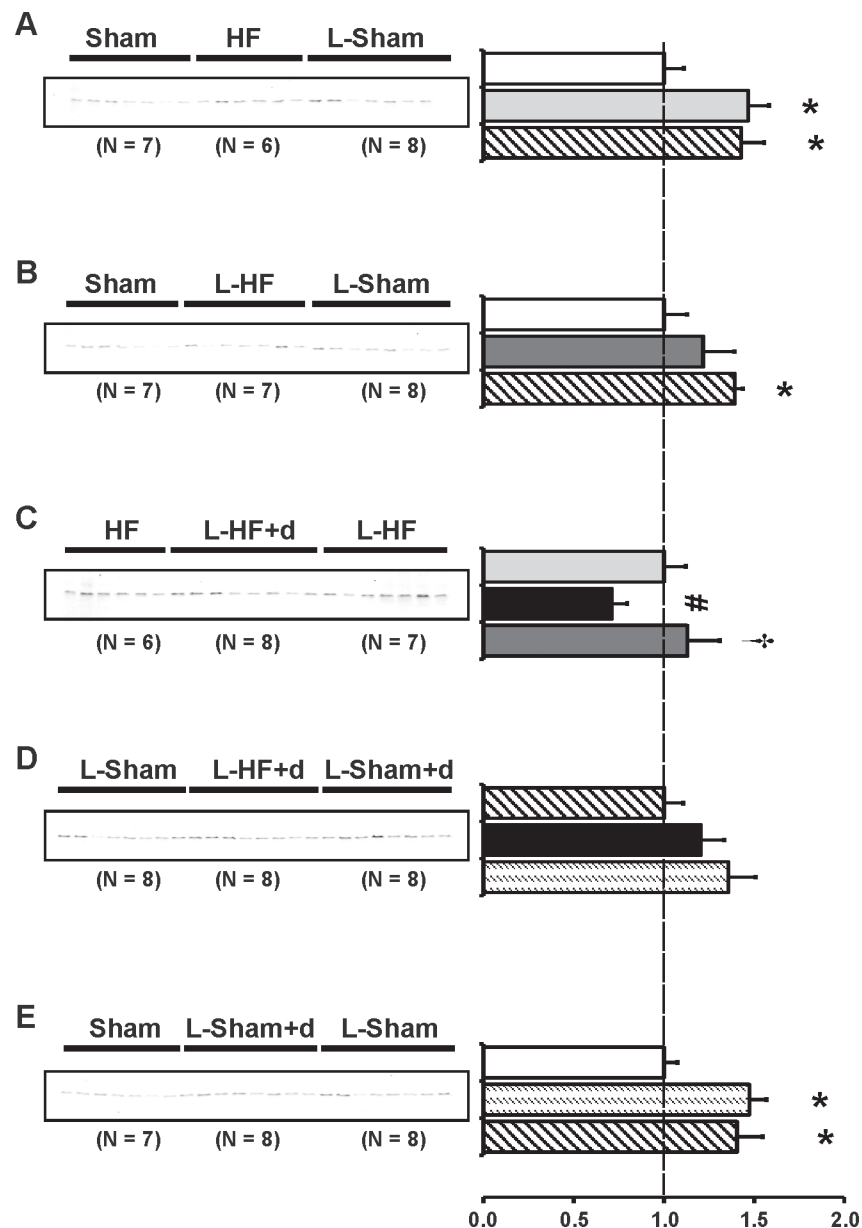 A
Sham HF L-Sham
(N = 7) (N = 6) (N = 8)
*
*
B
Sham L-HF L-Sham
(N = 7) (N = 7) (N = 8)
*
C
HF L-HF+d L-HF
(N = 6) (N = 8) (N = 7)
#
‡
D
L-Sham L-HF+d L-Sham+d
(N = 8) (N = 8) (N = 8)
E
Sham L-Sham+d L-Sham
(N = 7) (N = 8) (N = 8)
*
*
0.0 0.5 1.0 1.5 2.0